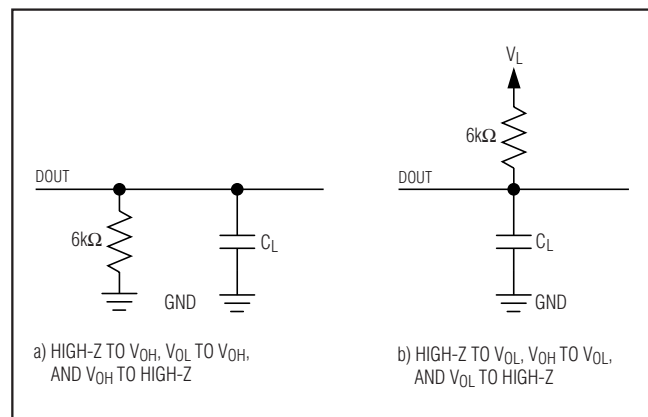 DOUT
6kΩ
C_L
GND
a) HIGH-Z TO V_OH, V_OL TO V_OH,
AND V_OH TO HIGH-Z
V_L
6kΩ
DOUT
C_L
GND
b) HIGH-Z TO V_OL, V_OH TO V_OL,
AND V_OL TO HIGH-Z